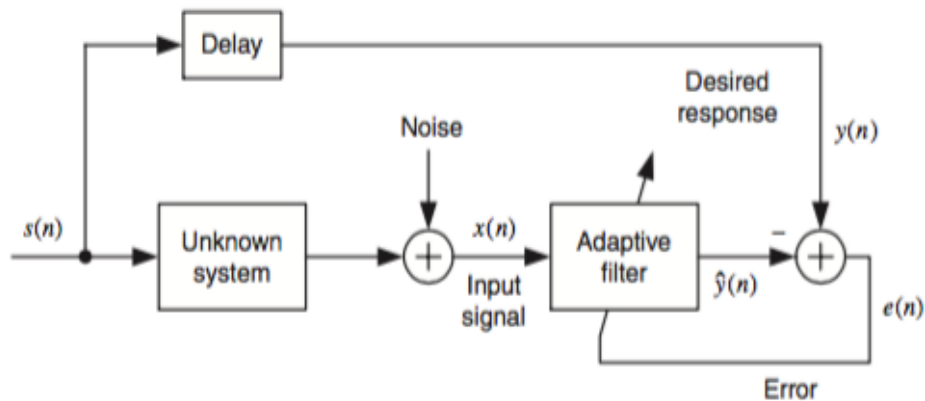 Delay
Desired
response
Noise
y(n)
s(n)
Unknown
system
+
x(n)
Input
signal
Adaptive
filter
−
ŷ(n)
+
e(n)
Error